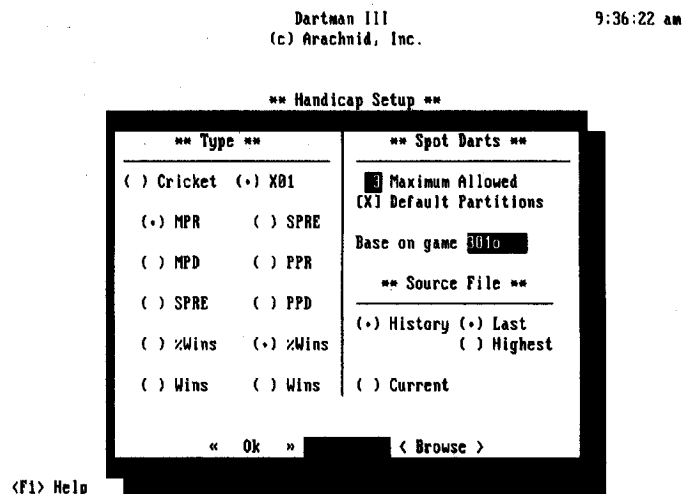 Dartman III 9:36:22 am
(c) Arachnid, Inc.
** Handicap Setup **
** Type ** ** Spot Darts **
( ) Cricket (•) X01 3 Maximum Allowed
[X] Default Partitions
(•) MPR ( ) SPRE
Base on game 301o
( ) MPD ( ) PPR
** Source File **
( ) SPRE ( ) PPD
(•) History (•) Last
( ) %Wins (•) %Wins ( ) Highest
( ) Wins ( ) Wins ( ) Current
« Ok » < Browse >
<F1> Help